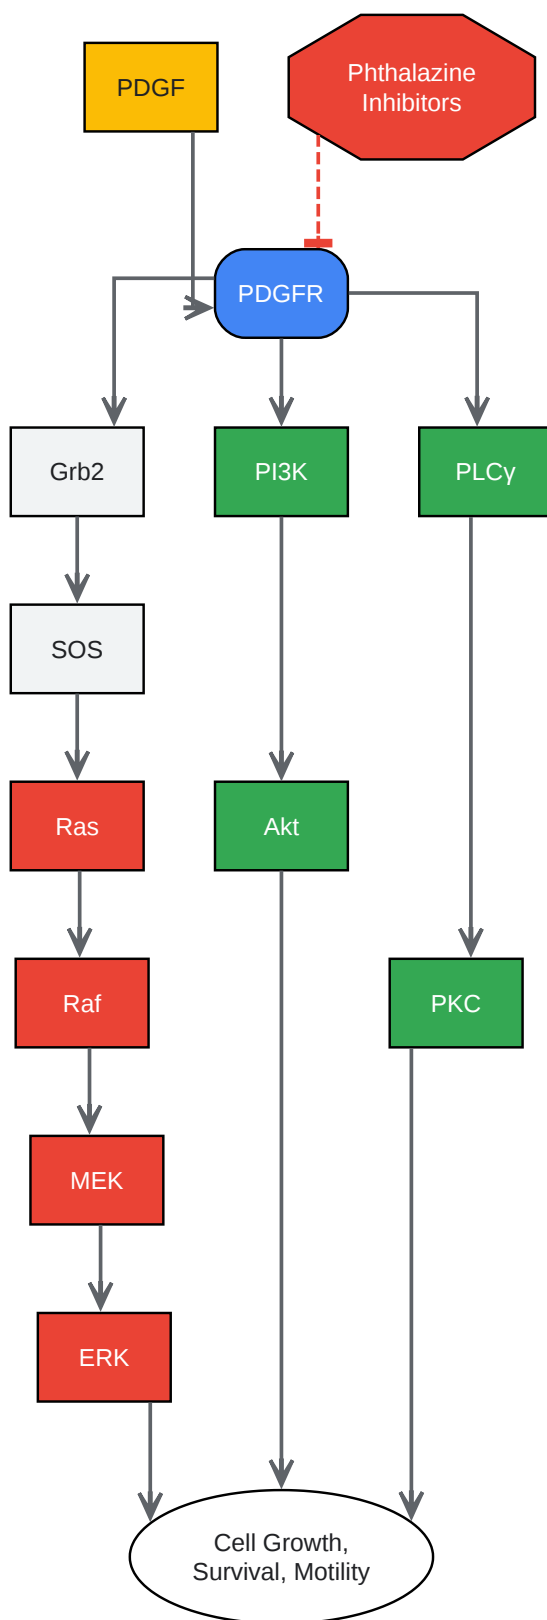 PDGF
Phthalazine
Inhibitors
PDGFR
Grb2
PI3K
PLCγ
SOS
Ras
Akt
Raf
PKC
MEK
ERK
Cell Growth,
Survival, Motility